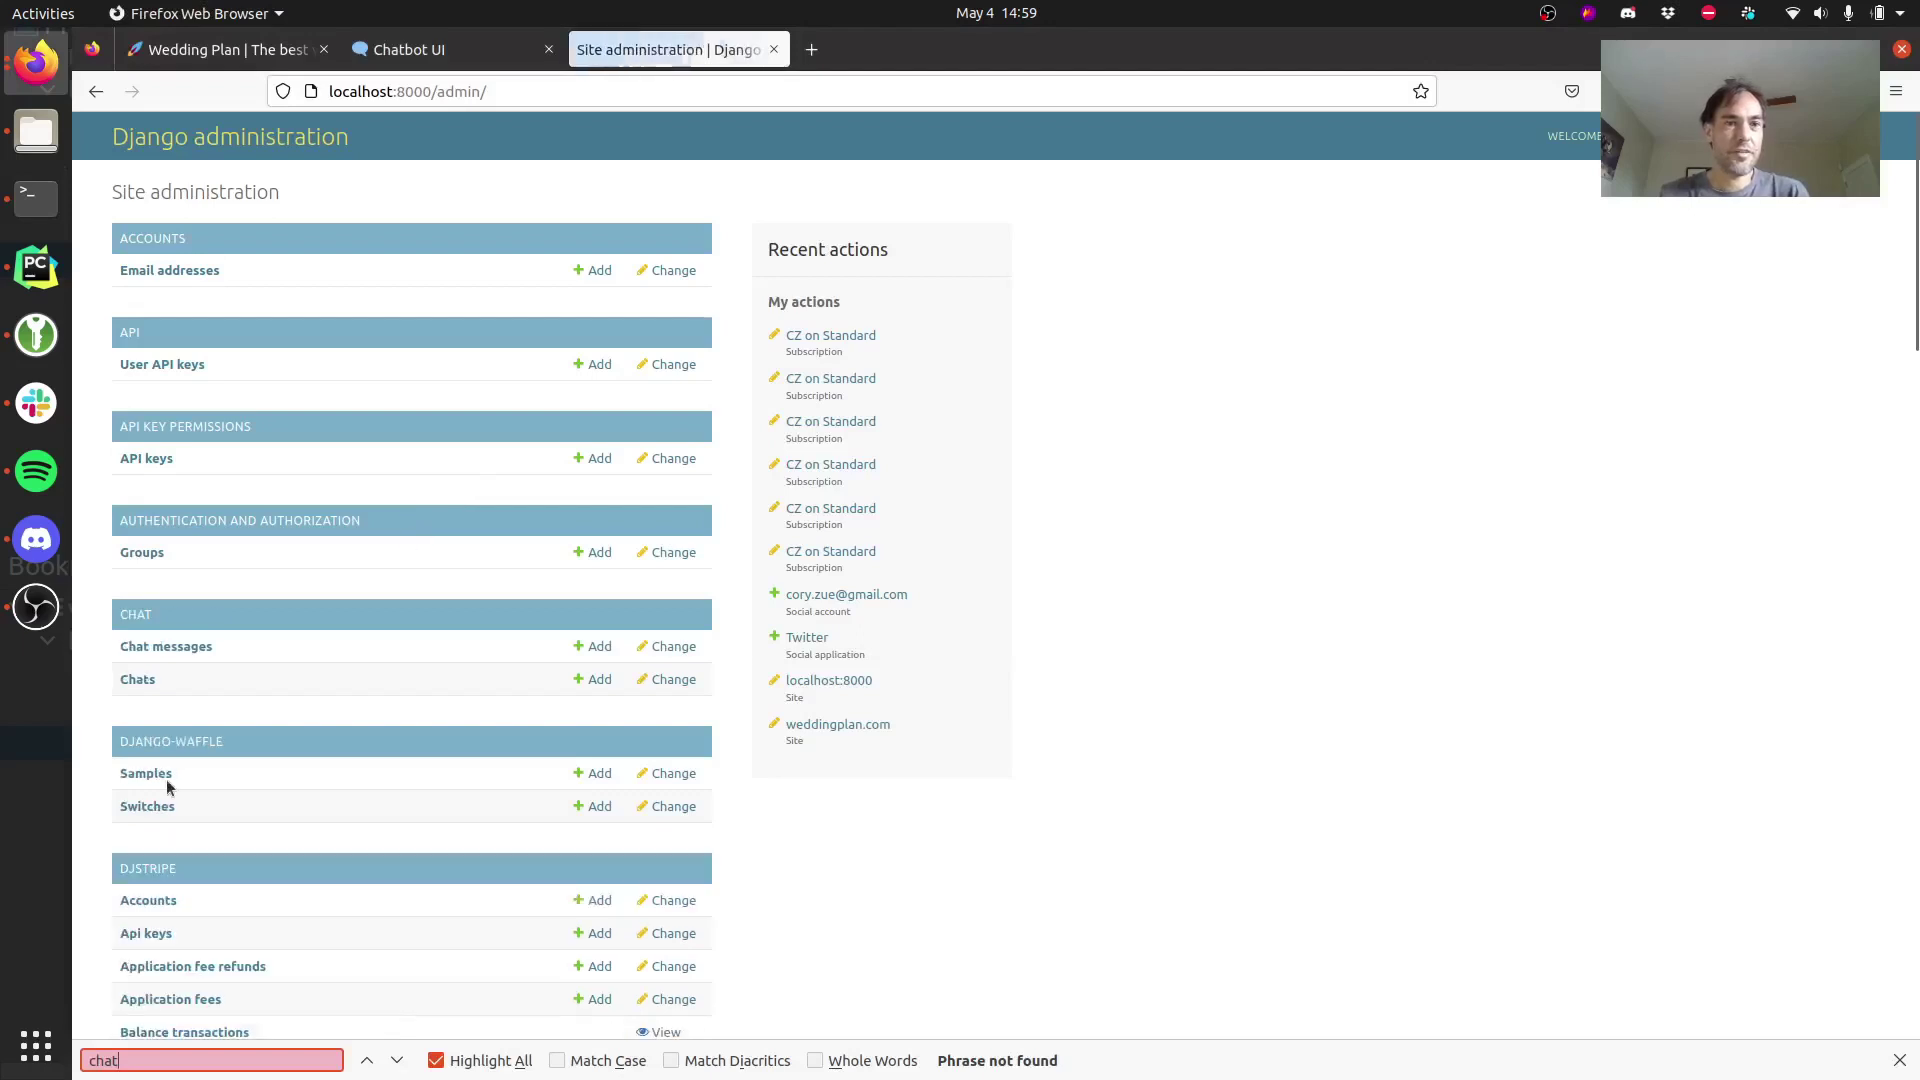 Activities
Firefox Web Browser
May 4 14:59
Wedding Plan | The best
Chatbot UI
Site administration | Django
localhost:8000/admin/
Django administration
WELCOME
Site administration
ACCOUNTS
Email addresses
Add
Change
API
User API keys
Add
Change
API KEY PERMISSIONS
API keys
Add
Change
AUTHENTICATION AND AUTHORIZATION
Groups
Add
Change
CHAT
Chat messages
Add
Change
Chats
Add
Change
DJANGO-WAFFLE
Samples
Add
Change
Switches
Add
Change
DJSTRIPE
Accounts
Add
Change
Api keys
Add
Change
Application fee refunds
Add
Change
Application fees
Add
Change
Balance transactions
View
Recent actions
My actions
CZ on Standard
Subscription
CZ on Standard
Subscription
CZ on Standard
Subscription
CZ on Standard
Subscription
CZ on Standard
Subscription
CZ on Standard
Subscription
cory.zue@gmail.com
Social account
Twitter
Social application
localhost:8000
Site
weddingplan.com
Site
PC
Book
chat
Highlight All
Match Case
Match Diacritics
Whole Words
Phrase not found